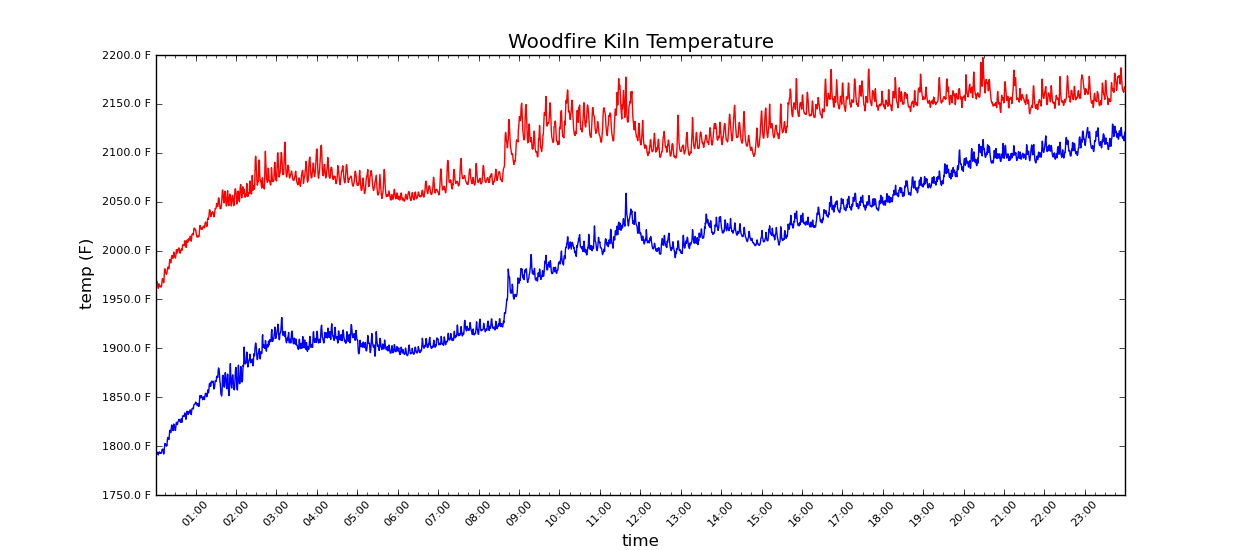 Woodfire Kiln Temperature
2200.0 F
2150.0 F
2100.0 F
2050.0 F
2000.0 F
1950.0 F
1900.0 F
1850.0 F
1800.0 F
1750.0 F
temp (F)
01:00 02:00 03:00 04:00 05:00 06:00 07:00 08:00 09:00 10:00 11:00 12:00 13:00 14:00 15:00 16:00 17:00 18:00 19:00 20:00 21:00 22:00 23:00
time